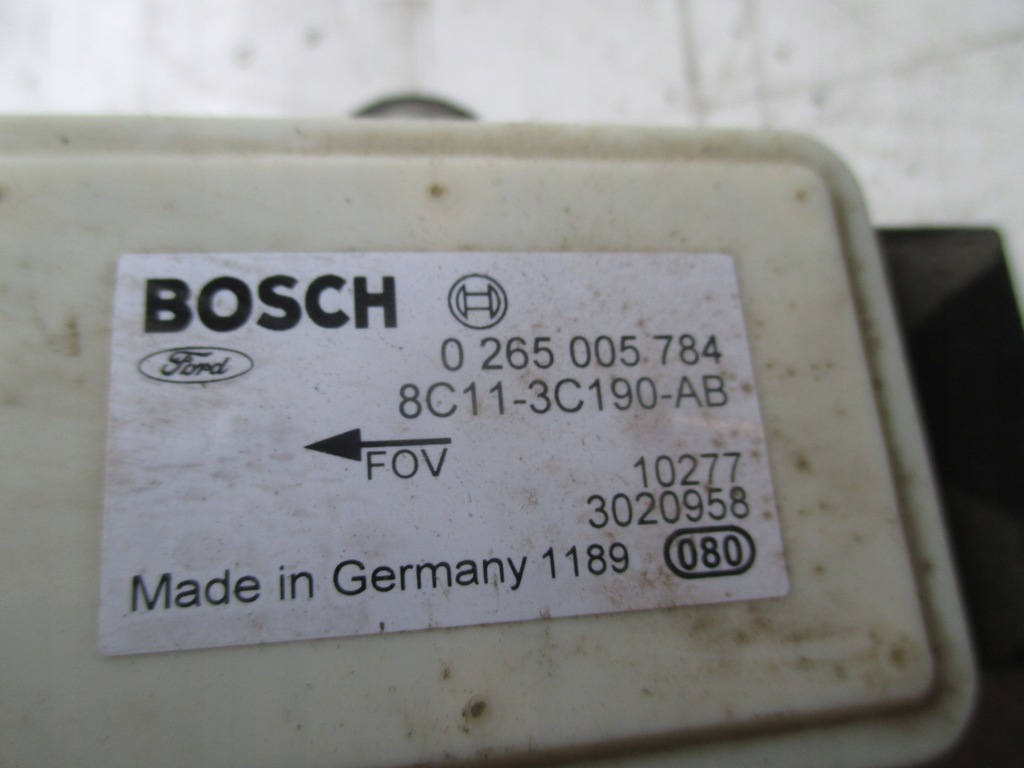 BOSCH
Ford
0 265 005 784
8C11-3C190-AB
FOV
10277
3020958
Made in Germany 1189 080